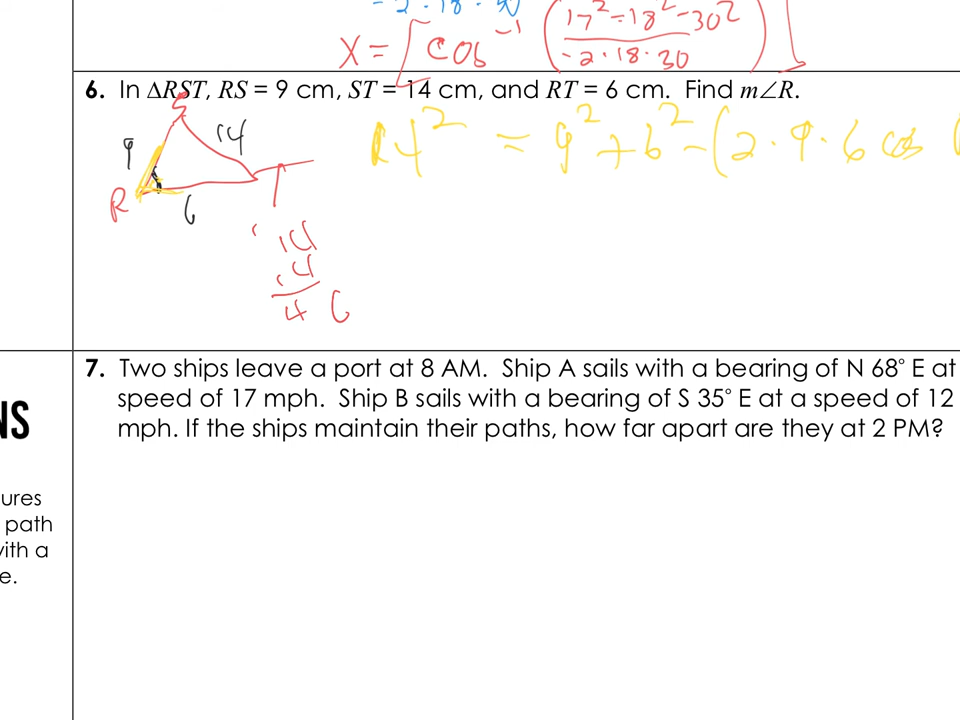 -2·18·
X = [cos⁻¹ (17² - 18² - 30² / -2·18·30)]
6. In ΔRST, RS = 9 cm, ST = 14 cm, and RT = 6 cm. Find m∠R.
S
9
14
R
6
T
14² = 9² + 6² - (2·9·6 cos (
14
14
4 6
7. Two ships leave a port at 8 AM. Ship A sails with a bearing of N 68° E at
speed of 17 mph. Ship B sails with a bearing of S 35° E at a speed of 12
mph. If the ships maintain their paths, how far apart are they at 2 PM?
NS
ures
path
with a
e.